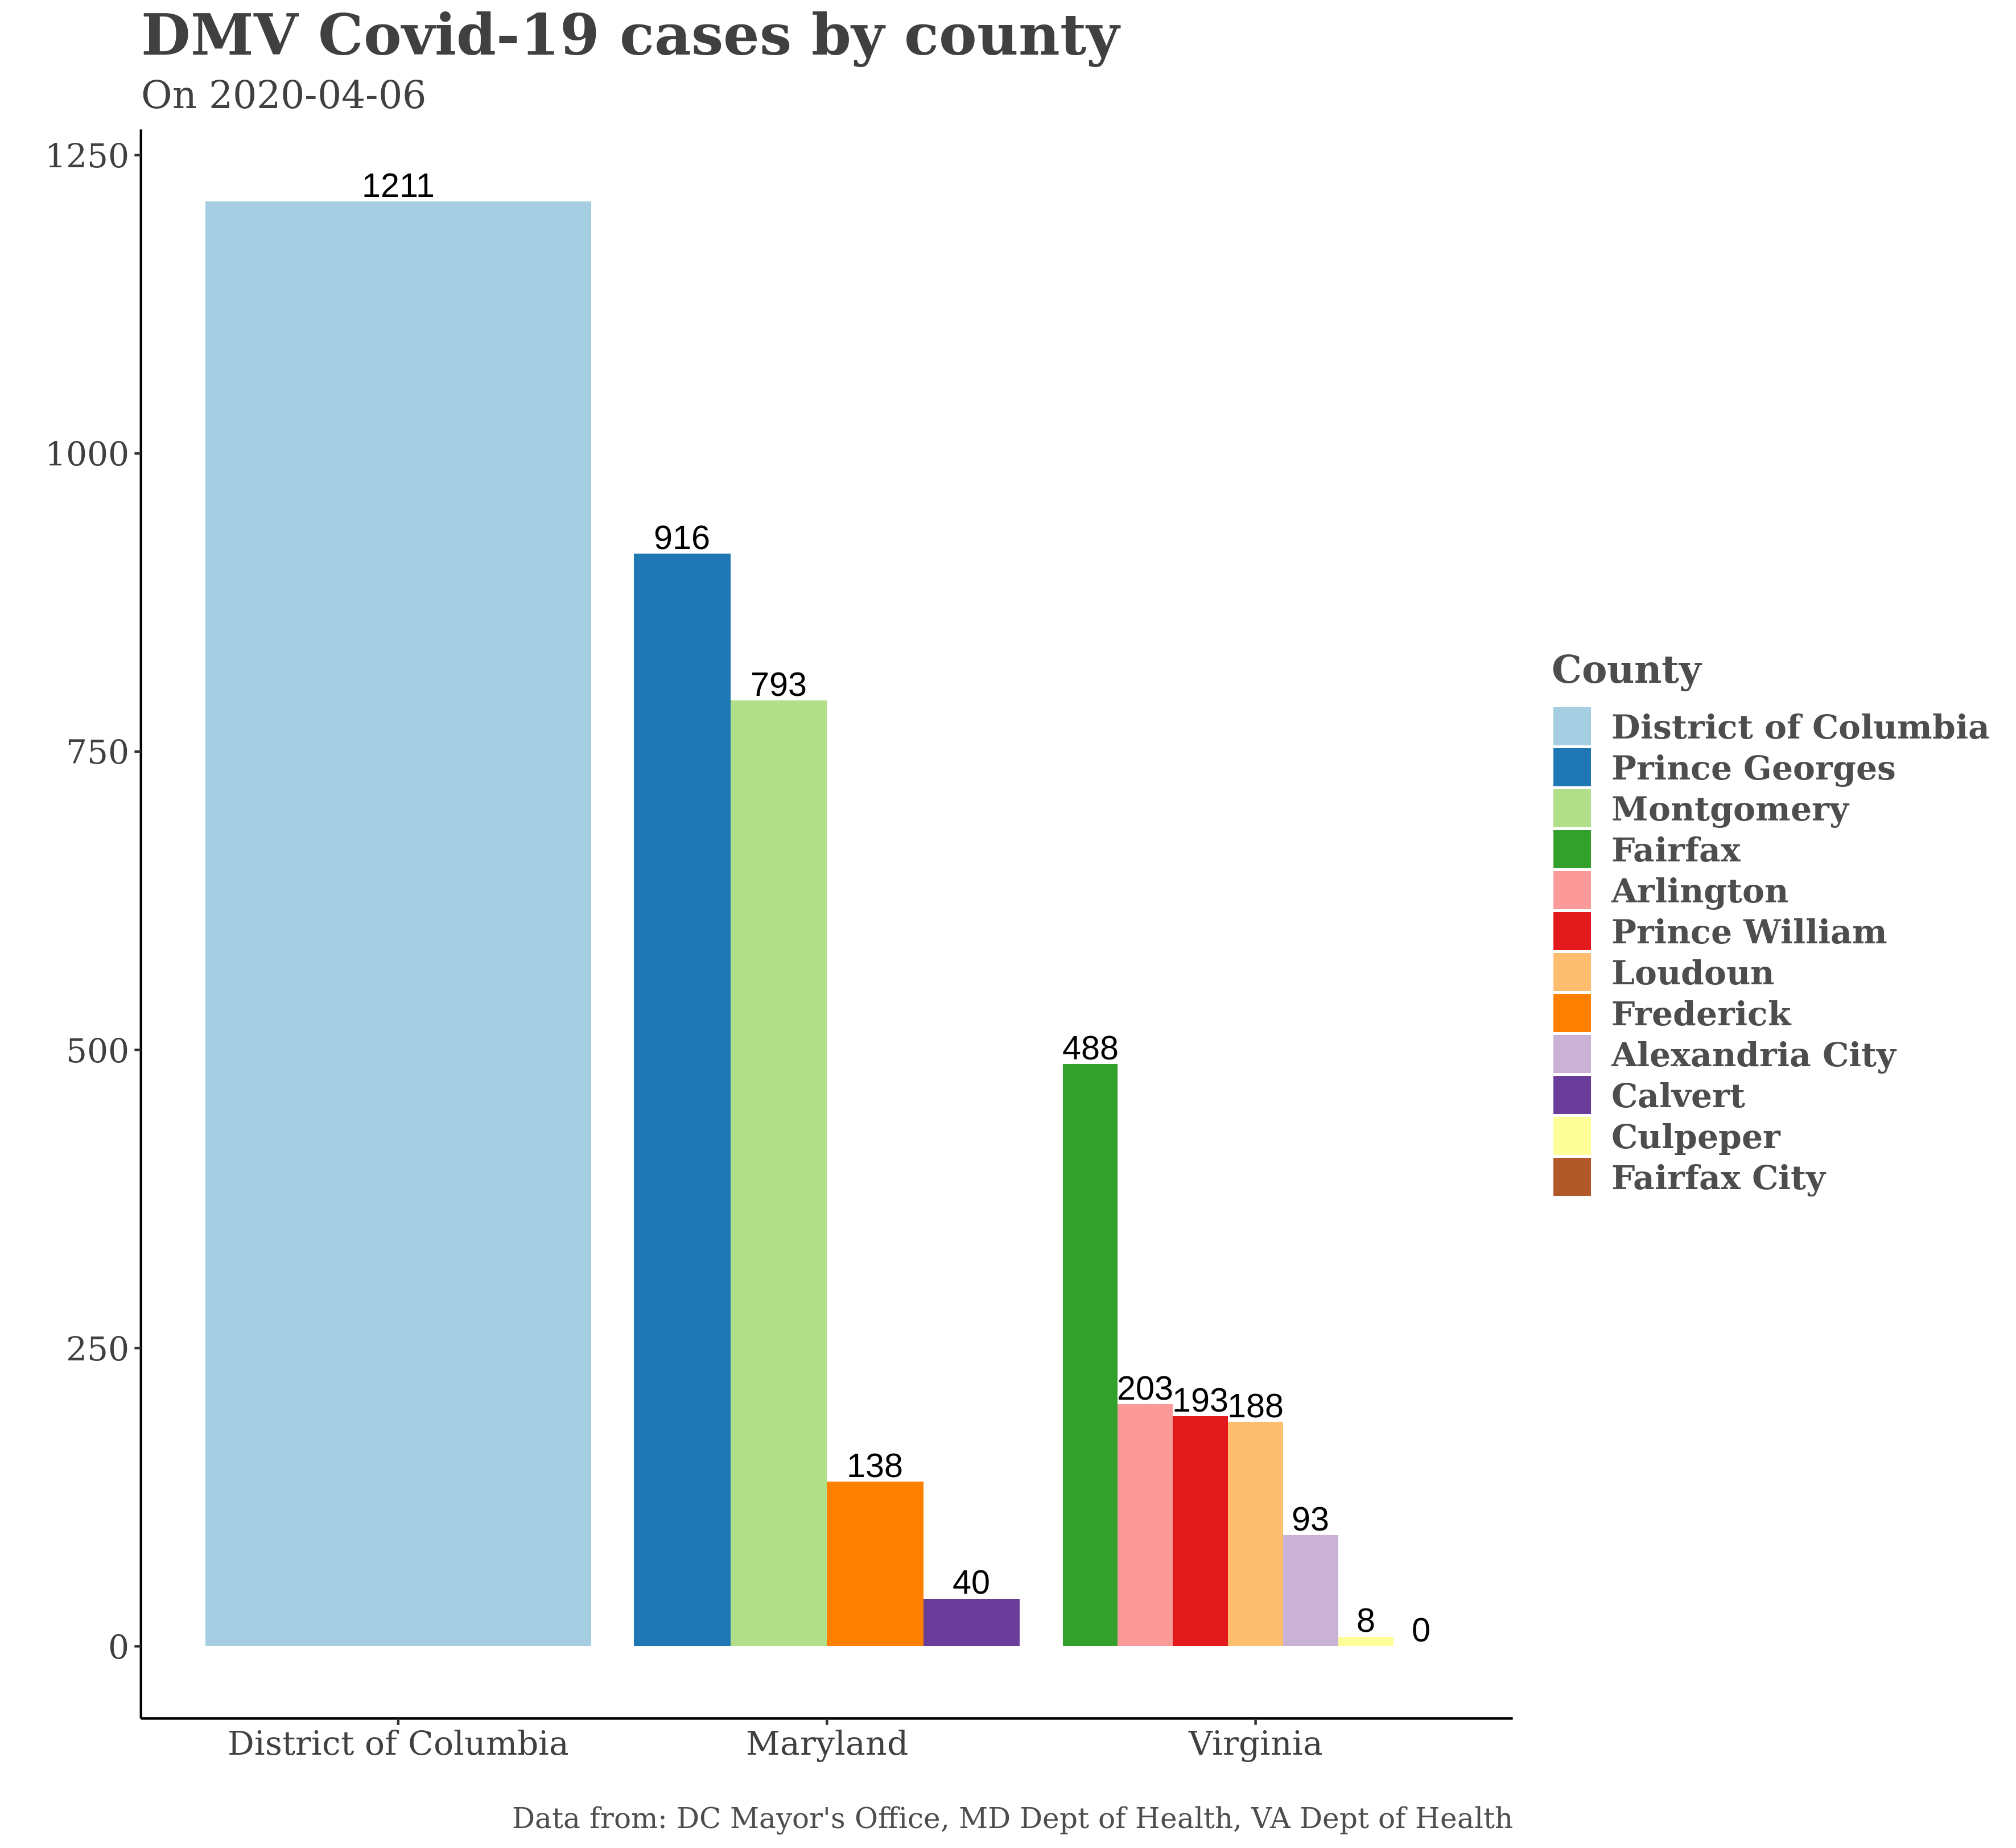 DMV Covid-19 cases by county
On 2020-04-06
1250
1000
750
500
250
0
1211
916
793
138
40
488
203
193
188
93
8
0
District of Columbia
Maryland
Virginia
County
District of Columbia
Prince Georges
Montgomery
Fairfax
Arlington
Prince William
Loudoun
Frederick
Alexandria City
Calvert
Culpeper
Fairfax City
Data from: DC Mayor's Office, MD Dept of Health, VA Dept of Health